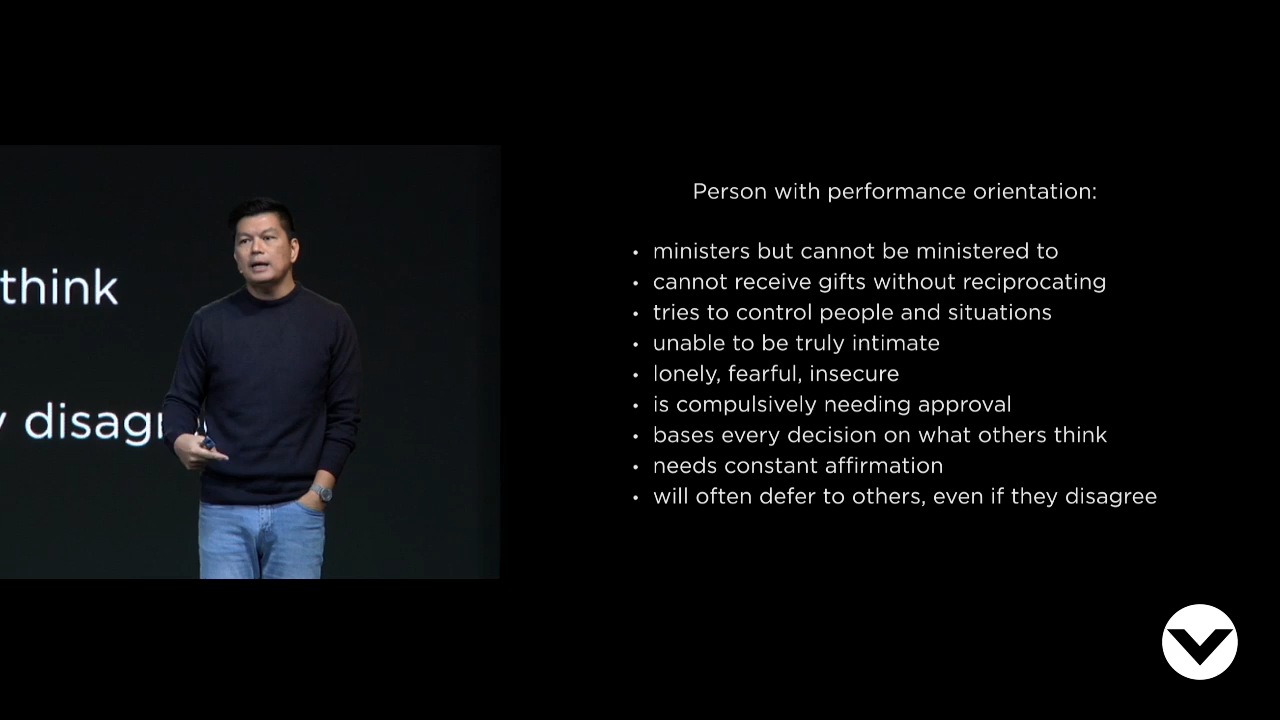 think
disag
Person with performance orientation:
• ministers but cannot be ministered to
• cannot receive gifts without reciprocating
• tries to control people and situations
• unable to be truly intimate
• lonely, fearful, insecure
• is compulsively needing approval
• bases every decision on what others think
• needs constant affirmation
• will often defer to others, even if they disagree